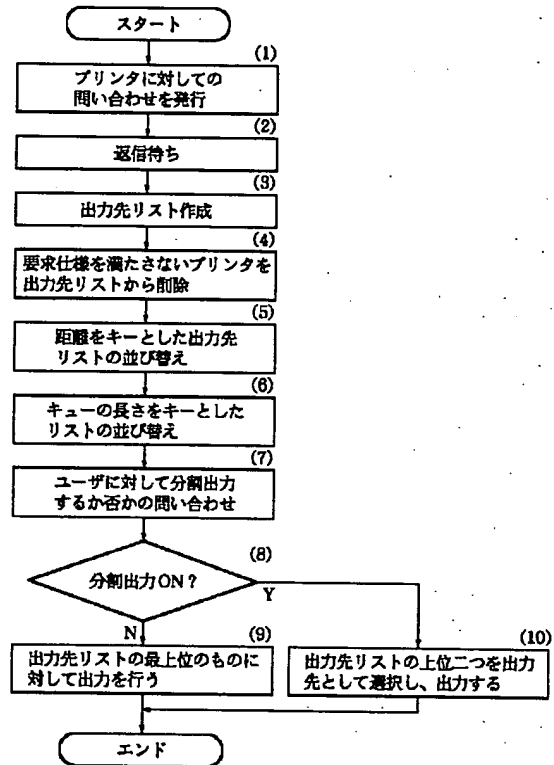 スタート
(1)
プリンタに対しての
問い合わせを発行
(2)
返信待ち
(3)
出力先リスト作成
(4)
要求仕様を満たさないプリンタを
出力先リストから削除
(5)
距離をキーとした出力先
リストの並び替え
(6)
キューの長さをキーとした
リストの並び替え
(7)
ユーザに対して分割出力
するか否かの問い合わせ
(8)
分割出力ON?
Y
N
(9)
出力先リストの最上位のものに
対して出力を行う
(10)
出力先リストの上位二つを出力
先として選択し、出力する
エンド